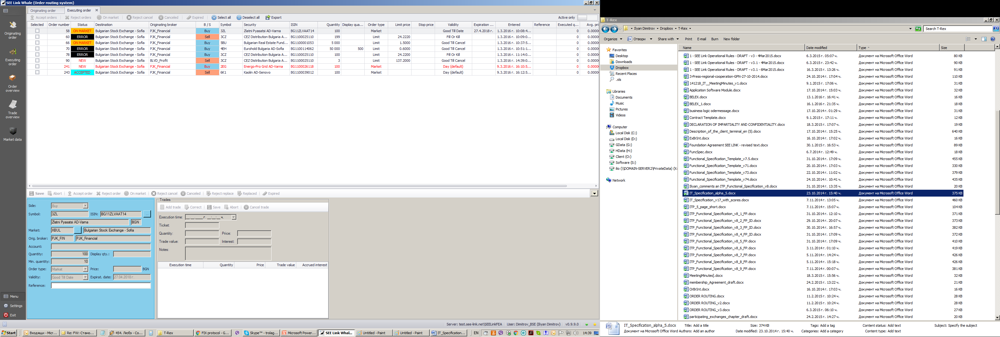 SEE Link Whale (Order routing system)
Originating order
Executing order
Accept orders Reject orders On market Reject cancel Canceled Expired Select all Deselect all Export Active only
Selected Order number Status Destination Originating broker B / S Symbol Security ISIN Quantity Display qua... Order type Limit price Stop price Validity Expiration ... Entered Reference Executed q... Avg. pri
58 ON MARKET Bulgarian Stock Exchange - Sofia PJK_Financial Buy 3ZL Zlatni Pyasatsi AD-Varna BG11ZLVAAT14 100 Market Good Till Date 27.4.2018 г. 1.3.2016 г. 10:08:4... 0 0.0000
60 ERROR Bulgarian Stock Exchange - Sofia PJK_Financial Sell 3CZ CEZ Distribution Bulgaria A... BG1100025110 199 Limit 24.2220 Fill Or Kill 1.3.2016 г. 10:09:0... 0 0.0000
66 ON MARKET Bulgarian Stock Exchange - Sofia PJK_Financial Buy 5BU Bulgarian Real Estate Fund... BG1100001053 5 000 Limit 1.5000 Good Till Cancel 1.3.2016 г. 10:37:5... 0 0.0000
70 ERROR Bulgarian Stock Exchange - Sofia PJK_Financial Buy 4EH Eurohold Bulgaria AD-Sofia BG1100114062 50 000 500 Limit 0.6000 Good Till Cancel 1.3.2016 г. 10:51:1... 0 0.0000
78 ERROR Bulgarian Stock Exchange - Sofia PJK_Financial Buy 3CZ CEZ Distribution Bulgaria A... BG1100025110 100 Limit 24.2200 Fill Or Kill 1.3.2016 г. 11:14:0... 0 0.0000
90 NEW Bulgarian Stock Exchange - Sofia BLVD_Profit Sell 3CZ CEZ Distribution Bulgaria A... BG1100025110 3 Limit 137.2000 Good Till Cancel 1.3.2016 г. 14:39:0... 0 0.0000
241 NEW Bulgarian Stock Exchange - Sofia PJK_Financial Buy 2EG Energo-Pro Grid AD-Varna BG1100026118 100 Market Day (default) 9.3.2016 г. 16:10:5... 0 0.0000
243 ACCEPTED Bulgarian Stock Exchange - Sofia PJK_Financial Sell 6K1 Kaolin AD-Senovo BG1100039012 100 Market Day (default) 9.3.2016 г. 16:12:5... 0 0.0000
Originating order
Executing order
Order overview
Trade overview
Market data
Menu
Settings
Exit
Save Abort Accept order Reject order On market Reject cancel Canceled Reject replace Replaced Expired
Side: Buy
Symbol: 3ZL ISIN: BG11ZLVAAT14 ...
Zlatni Pyasatsi AD-Varna BGN
Market: XBUL ... Bulgarian Stock Exchange - Sofia
Orig. broker: PJK_FIN PJK_Financial
Account:
Quantity: 100 Display qty.:
Min. quantity: 10
Order type: Market Price: BGN
Validity: Good Till Date Expirat. date: 27.04.2018 г.
Reference:
Trades
Add trade Correct Save Abort Cancel trade
Execution time: __.__.____ г. __:__:__ ч.
Ticket:
Quantity: Price:
Trade value: Interest:
Notes:
Execution time Quantity Price Trade value Accrued interest
Server: test.see-link.net\SEELinkFEA User: Dimitrov_BSE (Iliyan Dimitrov) v0.9.9.0
Start Входящи - Micr... Re: FW: Стано... 454. Любэ - Co... T-Rex FIX protocol - G... Skype™ - trolag... Microsoft Power... SEE Link Whal... Untitled - Paint Untitled - Paint IT_Specification... EN 14:39
T-Rex
Ilyan Dimitrov Dropbox T-Rex Search T-Rex
Organize Отвори Share with Print E-mail Burn New folder
Favorites
Desktop
Downloads
Dropbox
Recent Places
.xls
Libraries
Documents
Music
Pictures
Videos
Computer
Local Disk (C:)
Local Disk (D:)
GData (G:)
HData (H:)
Client (O:)
Software (S:)
ilio (\\DOMAIN-SERVER2\PrivateData) (X:
Network
Name Date modified Type Size
1 - SEE Link Operational Rules - DRAFT - v3 - 4Mar2015.docx 6.3.2015 г. 05:07 ч. Документ на Microsoft Office Word 80 KB
1 - SEE Link Operational Rules - DRAFT - v3.1 - 4Mar2015.docx 6.3.2015 г. 23:42 ч. Документ на Microsoft Office Word 90 KB
1 - SEE Link Operational Rules - DRAFT - v3.1 - 6Mar2015.docx 16.3.2015 г. 13:26 ч. Документ на Microsoft Office Word 91 KB
3-Press-regional-cooperation-GPN-27-10-2014.docx 24.10.2014 г. 17:04 ч. Документ на Microsoft Office Word 110 KB
141218_IT__MeetingMinutes_v1.docx 9.1.2015 г. 17:06 ч. Документ на Microsoft Office Word 31 KB
Application Software Module.docx 17.10.2014 г. 15:03 ч. Документ на Microsoft Office Word 32 KB
BELEX.docx 13.1.2016 г. 16:41 ч. Документ на Microsoft Office Word 16 KB
BELEX_1.docx 16.1.2016 г. 21:35 ч. Документ на Microsoft Office Word 18 KB
business logic odermessage.docx 17.10.2014 г. 01:29 ч. Документ на Microsoft Office Word 31 KB
Contract Template.docx 9.1.2015 г. 17:11 ч. Документ на Microsoft Office Word 12 KB
DECLARATION OF IMPARTIALITY AND CONFIDENTIALITY.docx 18.3.2015 г. 17:07 ч. Документ на Microsoft Office Word 19 KB
Description_of_the_client_terminal_en (5).docx 17.10.2014 г. 15:25 ч. Документ на Microsoft Office Word 640 KB
ExBrInt.docx 16.10.2014 г. 17:02 ч. Документ на Microsoft Office Word 16 KB
Foundation Agreement SEE LINK - revised text.docx 30.1.2015 г. 16:53 ч. Документ на Microsoft Office Word 89 KB
FuncSpec.docx 6.7.2014 г. 12:49 ч. Документ на Microsoft Office Word 18 KB
Functional_Specification_Template_v7.5.docx 31.10.2014 г. 17:09 ч. Документ на Microsoft Office Word 455 KB
Functional_Specification_Template_v71.docx 20.10.2014 г. 17:03 ч. Документ на Microsoft Office Word 330 KB
Functional_Specification_Template_v73.docx 22.10.2014 г. 11:02 ч. Документ на Microsoft Office Word 379 KB
Functional_Specification_Template_v74.docx 24.10.2014 г. 10:41 ч. Документ на Microsoft Office Word 435 KB
Iliyan_comments an ITP_Functional_Specification_v8.docx 31.10.2014 г. 13:35 ч. Документ на Microsoft Office Word 20 KB
IT_Specification_alpha_5.docx 23.10.2014 г. 15:40 ч. Документ на Microsoft Office Word 375 KB
IT_Specification_v17_with_scores.docx 7.11.2014 г. 13:05 ч. Документ на Microsoft Office Word 460 KB
ITP_5_page_short.docx 7.11.2014 г. 15:07 ч. Документ на Microsoft Office Word 104 KB
ITP_Functional_Specification_v8_1_FP.docx 31.10.2014 г. 12:10 ч. Документ на Microsoft Office Word 371 KB
ITP_Functional_Specification_v8_2_FP_ID.docx 29.10.2014 г. 20:07 ч. Документ на Microsoft Office Word 373 KB
ITP_Functional_Specification_v8_3_FP_ID.docx 30.10.2014 г. 16:57 ч. Документ на Microsoft Office Word 382 KB
ITP_Functional_Specification_v8_4_FP_ID.docx 31.10.2014 г. 17:09 ч. Документ на Microsoft Office Word 372 KB
ITP_Functional_Specification_v8_5_FP.docx 31.10.2014 г. 17:09 ч. Документ на Microsoft Office Word 410 KB
ITP_Functional_Specification_v8_6_FP.docx 3.11.2014 г. 01:10 ч. Документ на Microsoft Office Word 419 KB
ITP_Functional_Specification_v8_7_FP.docx 5.11.2014 г. 14:24 ч. Документ на Microsoft Office Word 426 KB
ITP_Functional_Specification_v8_8_FP.docx 5.11.2014 г. 15:18 ч. Документ на Microsoft Office Word 426 KB
ITP_Functional_Specification_v8_9_FP.docx 7.11.2014 г. 00:07 ч. Документ на Microsoft Office Word 381 KB
MeetingMinutes].docx 18.3.2015 г. 15:56 ч. Документ на Microsoft Office Word 32 KB
membership_Agreement_draft.docx 24.2.2015 г. 13:22 ч. Документ на Microsoft Office Word 21 KB
OrBrInt.docx 16.10.2014 г. 17:03 ч. Документ на Microsoft Office Word 16 KB
ORDER ROUTING.docx 11.2.2015 г. 10:24 ч. Документ на Microsoft Office Word 28 KB
ORDER ROUTING_v2.docx 11.2.2015 г. 10:24 ч. Документ на Microsoft Office Word 28 KB
ORDER ROUTING_v3.docx 6.3.2015 г. 06:10 ч. Документ на Microsoft Office Word 27 KB
participating_exchanges_chapter_draft.docx 24.2.2015 г. 14:27 ч. Документ на Microsoft Office Word 20 KB
IT_Specification_alpha_5.docx Title: Add a title Size: 374 KB Tags: Add a tag Content status: Add text Subject: Specify the subject
Документ на Microsoft Office Word Authors: Add an author Date modified: 23.10.2014 г. 15:40 ч. Categories: Add a category Content type: Add text